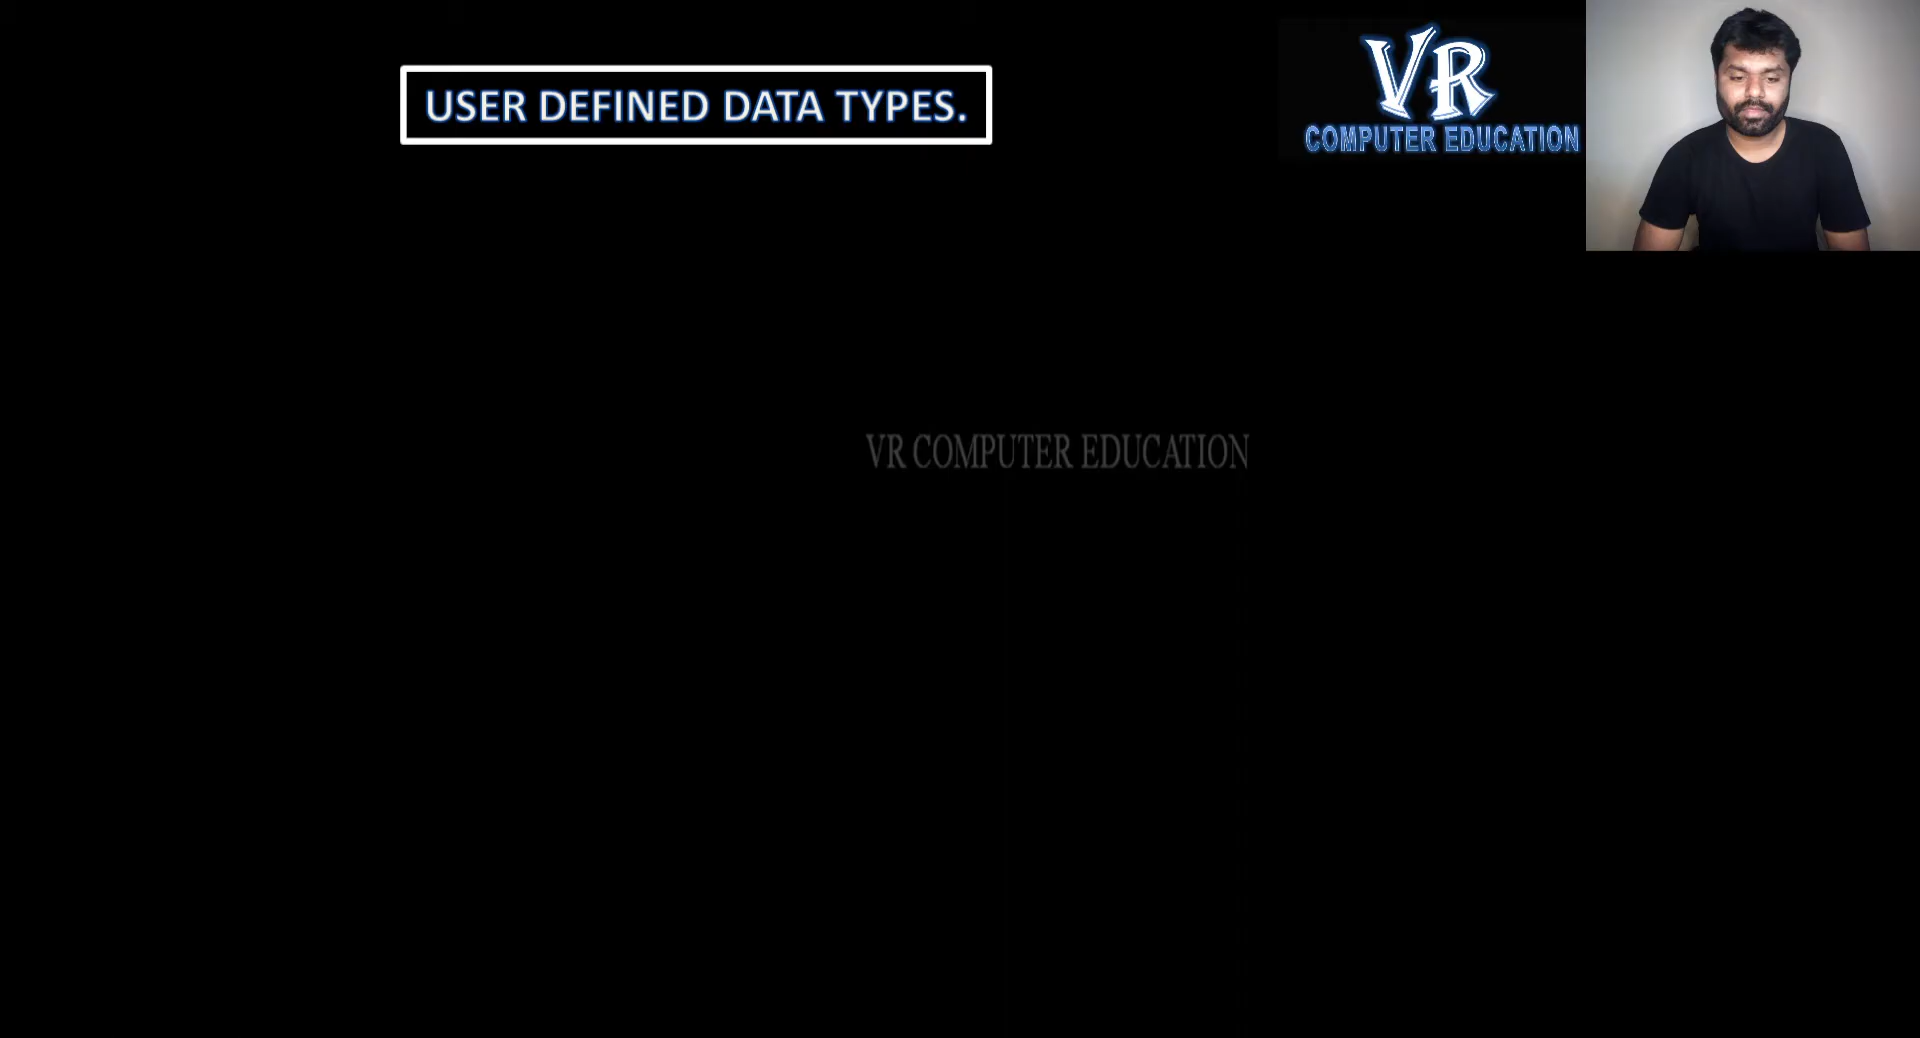 USER DEFINED DATA TYPES.
VR
COMPUTER EDUCATION
VR COMPUTER EDUCATION